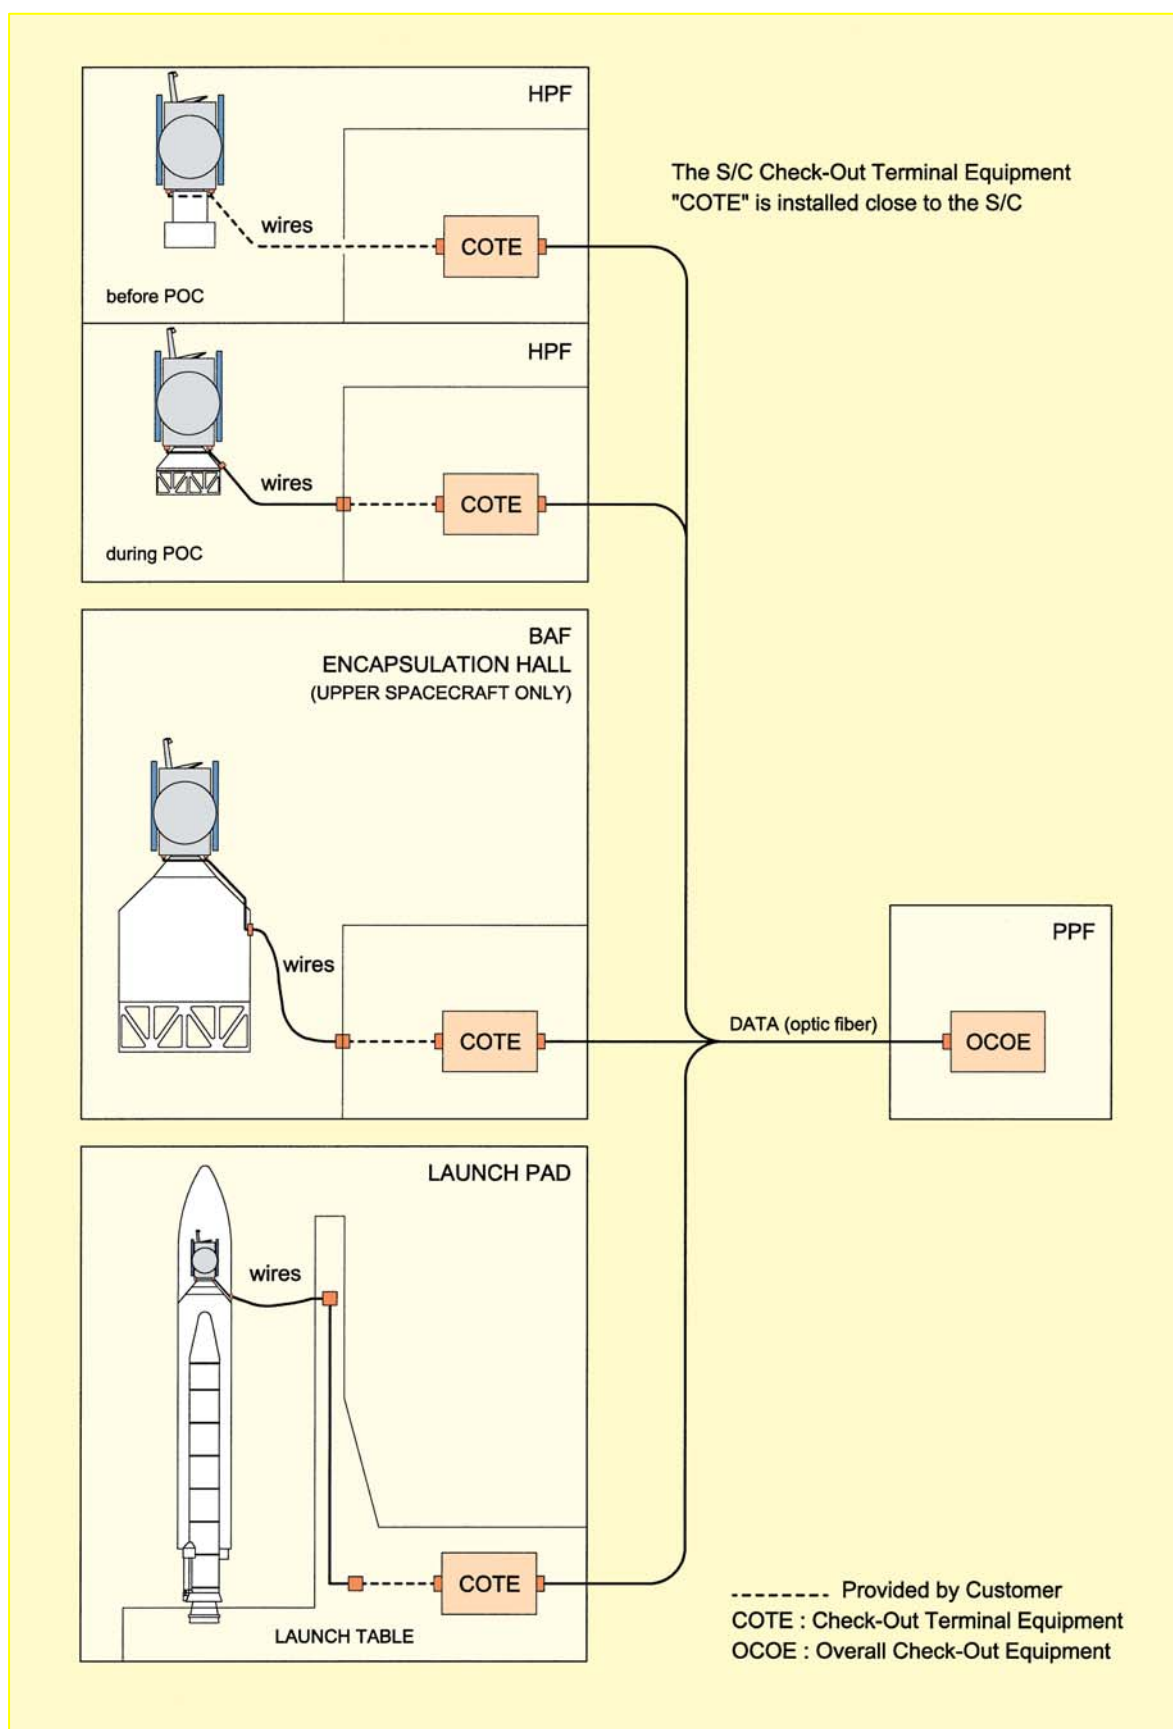 HPF
The S/C Check-Out Terminal Equipment
"COTE" is installed close to the S/C
wires
COTE
before POC
HPF
wires
COTE
during POC
BAF
ENCAPSULATION HALL
(UPPER SPACECRAFT ONLY)
PPF
wires
DATA (optic fiber)
COTE
OCOE
LAUNCH PAD
wires
COTE
LAUNCH TABLE
-------- Provided by Customer
COTE : Check-Out Terminal Equipment
OCOE : Overall Check-Out Equipment